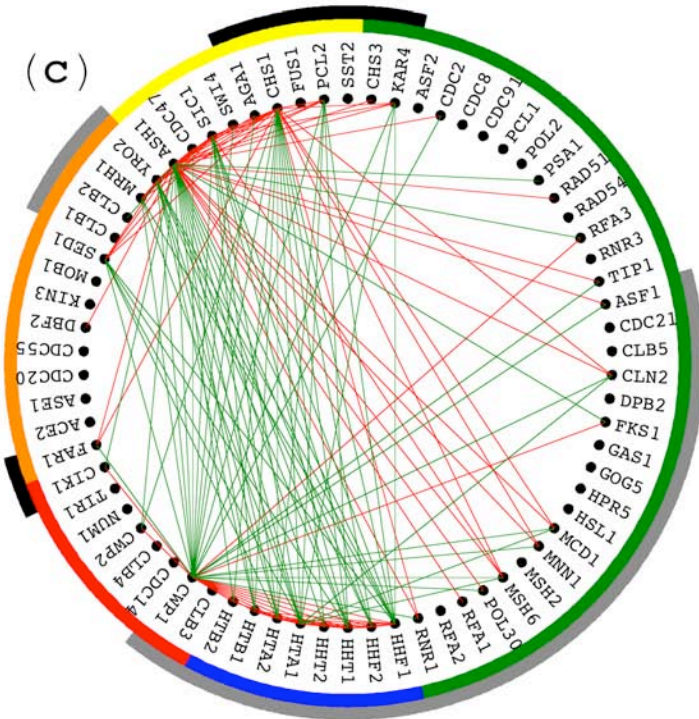 (C)
CDC47
SIC1
SWI4
AGA1
CHS1
FUS1
PCL2
SST2
CHS3
KAR4
ASF2
CDC2
CDC8
CDC91
PCL1
POL2
PSA1
RAD51
RAD54
RFA3
RNR3
TIP1
ASF1
CDC21
CLB5
CLN2
DPB2
FKS1
GAS1
GOG5
HPR5
HSL1
MCD1
MNN1
MSH2
MSH6
POL30
RFA1
RFA2
RNR1
HHF1
HHF2
HHT1
HHT2
HTA1
HTA2
HTB1
HTB2
CLB3
CWP1
CDC14
CLB4
CWP2
NUM1
TIR1
CIK1
FAR1
ACE2
ASE1
CDC20
CDC55
DBF2
KIN3
MOB1
SED1
CLB1
CLB2
MRH1
YRO2
ASH1